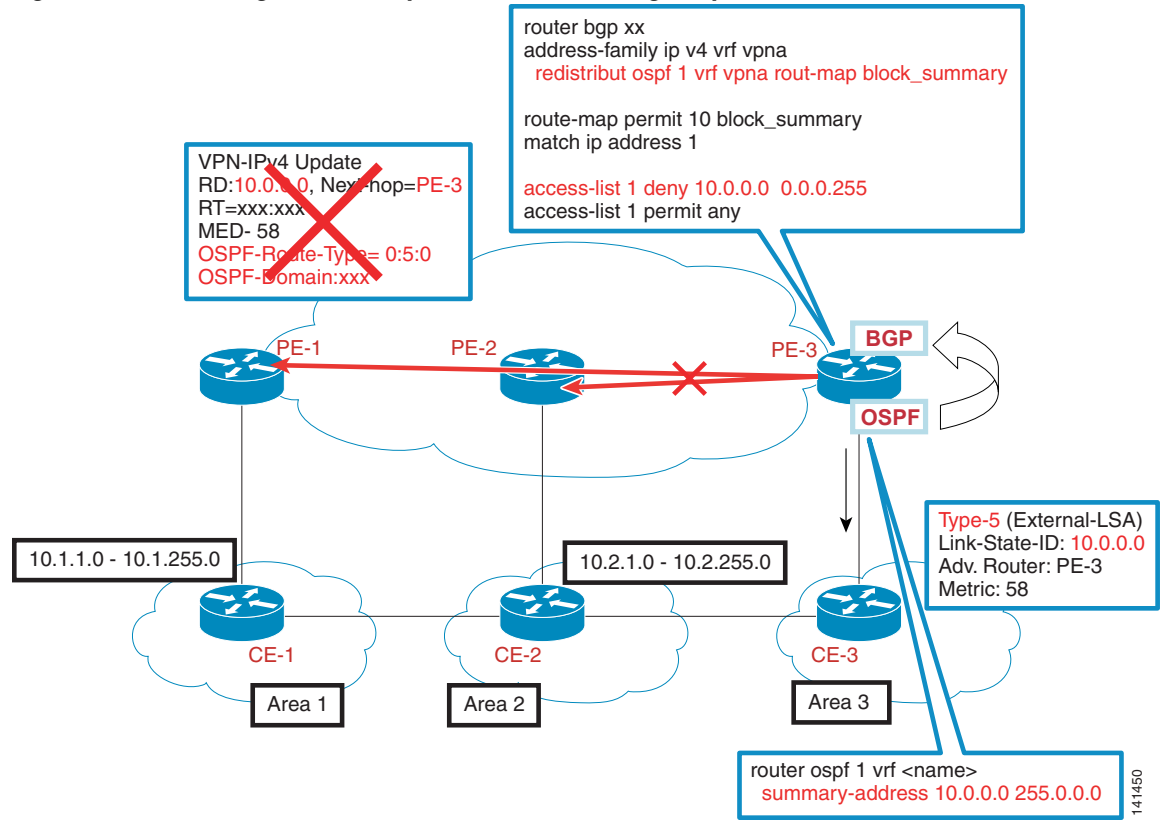 router bgp xx
address-family ip v4 vrf vpna
redistribut ospf 1 vrf vpna rout-map block_summary
route-map permit 10 block_summary
match ip address 1
access-list 1 deny 10.0.0.0 0.0.0.255
access-list 1 permit any
VPN-IPv4 Update
RD:10.0.0.0, Next-hop=PE-3
RT=xxx:xxx
MED- 58
OSPF-Route-Type= 0:5:0
OSPF-Domain:xxx
PE-1
PE-2
PE-3
BGP
OSPF
Type-5 (External-LSA)
Link-State-ID: 10.0.0.0
Adv. Router: PE-3
Metric: 58
10.1.1.0 - 10.1.255.0
10.2.1.0 - 10.2.255.0
CE-1
CE-2
CE-3
Area 1
Area 2
Area 3
router ospf 1 vrf <name>
summary-address 10.0.0.0 255.0.0.0
141450